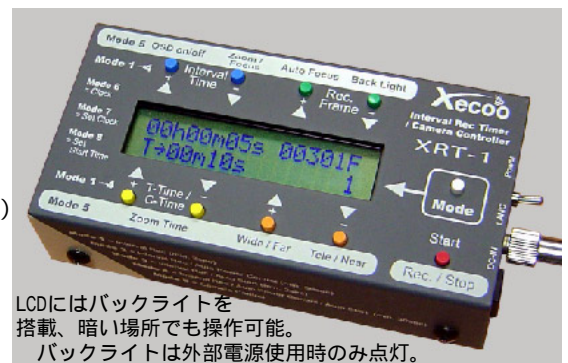 Mode 5 OSD on/off Zoom / Focus Auto Focus Back Light
Mode 1
Interval Time
Rec. Frame
Xecoo
Interval Rec Timer
/ Camera Controller
XRT-1
Mode 6
Clock
Mode 7
Set Clock
Mode 8
Set
Start Time
00h00m05s 00301F
T→00m10s 1
Mode
Mode 1
T-Time / C-Time
Start
Mode 5 Zoom Time Wide / Far Tele / Near Rec. / Stop
LANC
)
LCDにはバックライトを
搭載、暗い場所でも操作可能。
バックライトは外部電源使用時のみ点灯。